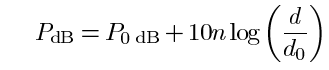 P_dB = P_0 dB + 10n log(d/d_0)